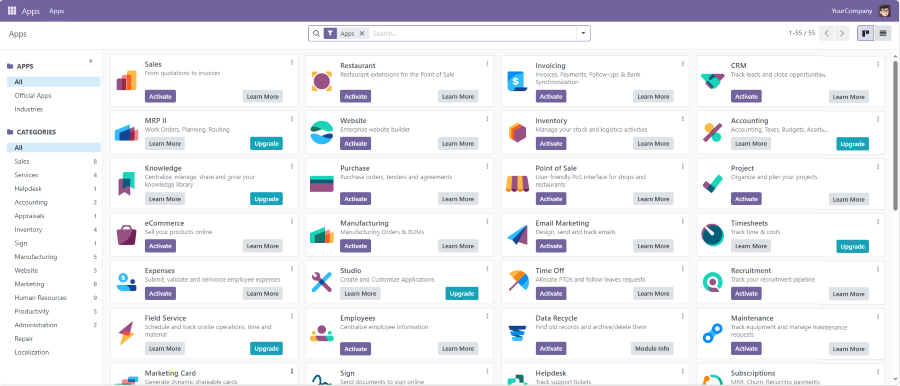 Apps Apps YourCompany
Apps Apps × Search... 1-55 / 55
APPS
All
Official Apps
Industries
CATEGORIES
All
Sales 8
Services 4
Helpdesk 1
Accounting 2
Appraisals 1
Inventory 4
Sign 1
Manufacturing 5
Website 5
Marketing 8
Human Resources 9
Productivity 5
Administration 2
Repair
Localization
Sales
From quotations to invoices
Activate Learn More
Restaurant
Restaurant extensions for the Point of Sale
Activate Learn More
Invoicing
Invoices, Payments, Follow-ups & Bank
Synchronization
Activate Learn More
CRM
Track leads and close opportunities
Activate Learn More
MRP II
Work Orders, Planning, Routing
Learn More Upgrade
Website
Enterprise website builder
Activate Learn More
Inventory
Manage your stock and logistics activities
Activate Learn More
Accounting
Accounting, Taxes, Budgets, Assets...
Learn More Upgrade
Knowledge
Centralize, manage, share and grow your
knowledge library
Learn More Upgrade
Purchase
Purchase orders, tenders and agreements
Activate Learn More
Point of Sale
User-friendly PoS interface for shops and
restaurants
Activate Learn More
Project
Organize and plan your projects
Activate Learn More
eCommerce
Sell your products online
Activate Learn More
Manufacturing
Manufacturing Orders & BOMs
Activate Learn More
Email Marketing
Design, send and track emails
Activate Learn More
Timesheets
Track time & costs
Learn More Upgrade
Expenses
Submit, validate and reinvoice employee expenses
Activate Learn More
Studio
Create and Customize Applications
Learn More Upgrade
Time Off
Allocate PTOs and follow leaves requests
Activate Learn More
Recruitment
Track your recruitment pipeline
Activate Learn More
Field Service
Schedule and track onsite operations, time and
material
Learn More Upgrade
Employees
Centralize employee information
Activate Learn More
Data Recycle
Find old records and archive/delete them
Activate Module Info
Maintenance
Track equipment and manage maintenance
requests
Activate Learn More
Marketing Card
Generate dynamic shareable cards
Sign
Send documents to sign online
Helpdesk
Track support tickets
Subscriptions
MRR, Churn, Recurring payments